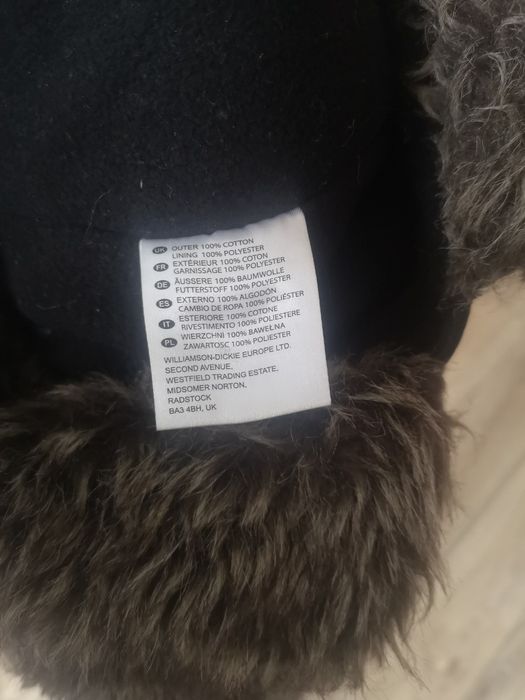 UK OUTER 100% COTTON
LINING 100% POLYESTER
FR EXTÉRIEUR 100% COTON
GARNISSAGE 100% POLYESTER
DE ÄUSSERE 100% BAUMWOLLE
FUTTERSTOFF 100% POLYESTER
ES EXTERNO 100% ALGODÓN
CAMBIO DE ROPA 100% POLIÉSTER
IT ESTERIORE 100% COTONE
RIVESTIMENTO 100% POLIESTERE
PL WIERZCHNI 100% BAWEŁNA
ZAWARTOSC 100% POLYESTER
WILLIAMSON-DICKIE EUROPE LTD.
SECOND AVENUE,
WESTFIELD TRADING ESTATE,
MIDSOMER NORTON,
RADSTOCK
BA3 4BH, UK